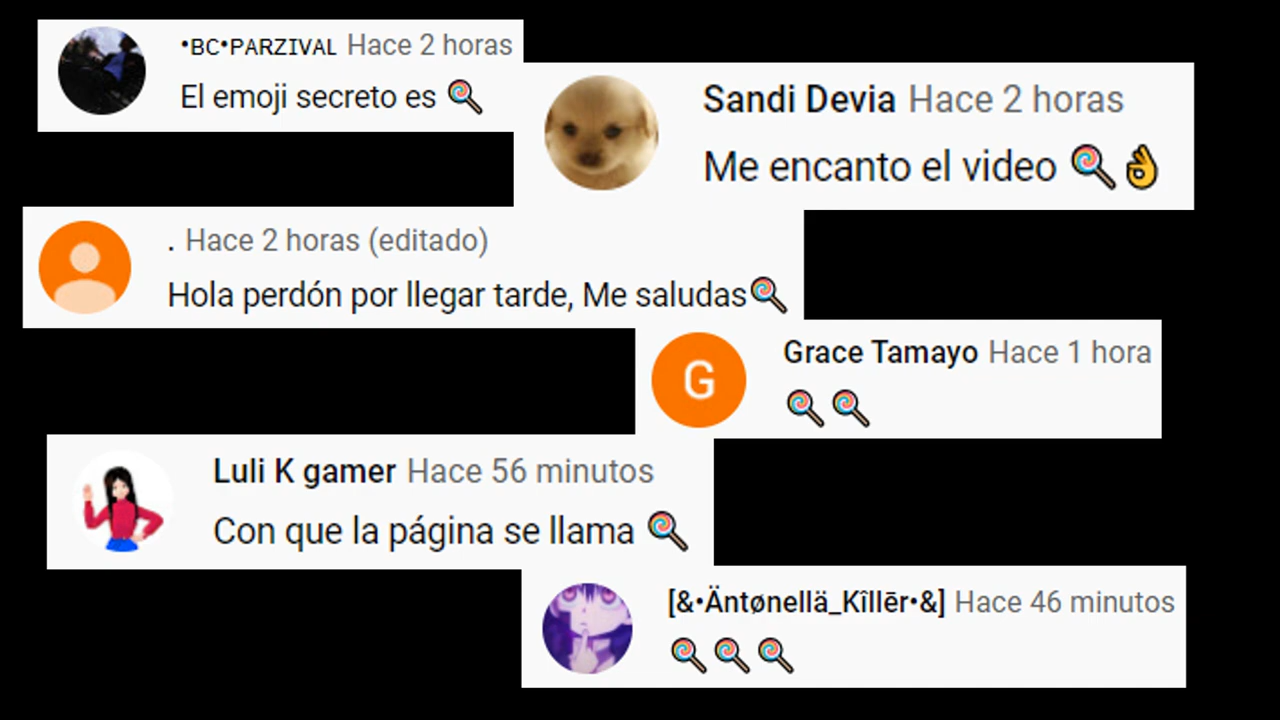 •ʙᴄ•ᴘᴀʀᴢɪᴠᴀʟ Hace 2 horas
El emoji secreto es 🍭
Sandi Devia Hace 2 horas
Me encanto el video 🍭👌
. Hace 2 horas (editado)
Hola perdón por llegar tarde, Me saludas🍭
G
Grace Tamayo Hace 1 hora
🍭🍭
Luli K gamer Hace 56 minutos
Con que la página se llama 🍭
[&•Äntønellä_Kîllēr•&] Hace 46 minutos
🍭🍭🍭